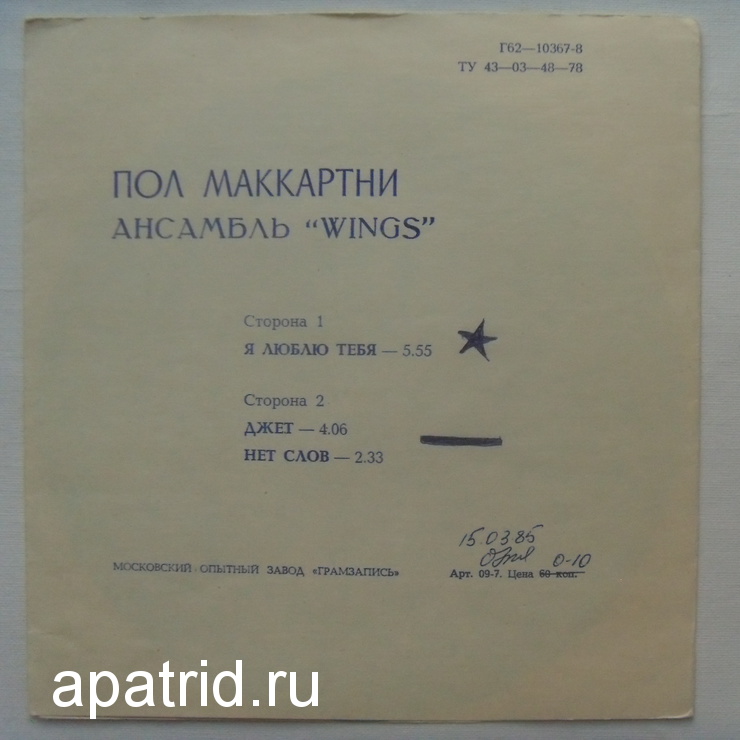 Г62—10367-8
ТУ 43—03—48—78
ПОЛ МАККАРТНИ
АНСАМБЛЬ “WINGS”
Сторона 1
Я ЛЮБЛЮ ТЕБЯ — 5.55
Сторона 2
ДЖЕТ — 4.06
НЕТ СЛОВ — 2.33
15.03.85
0-10
МОСКОВСКИЙ ОПЫТНЫЙ ЗАВОД «ГРАМЗАПИСЬ»
Арт. 09-7. Цена 60 коп.
apatrid.ru